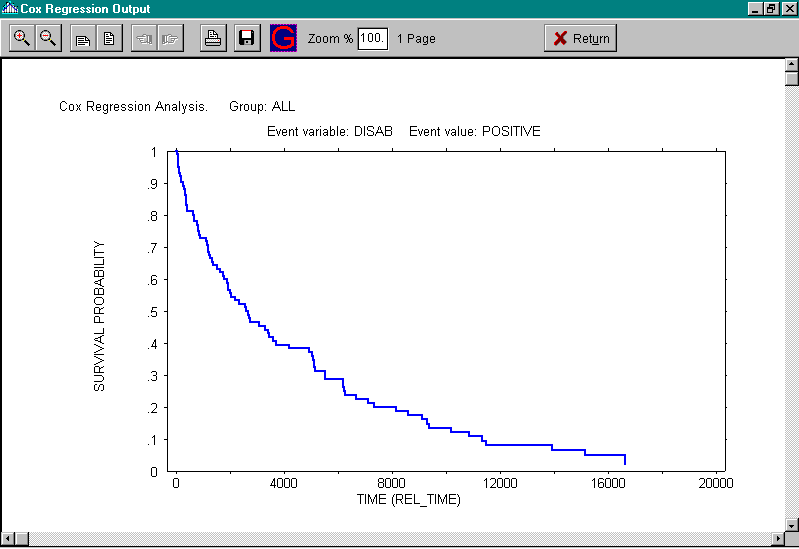 Cox Regression Output
G
Zoom % 100. 1 Page
Return
Cox Regression Analysis. Group: ALL
Event variable: DISAB Event value: POSITIVE
SURVIVAL PROBABILITY
1
.9
.8
.7
.6
.5
.4
.3
.2
.1
0
0 4000 8000 12000 16000 20000
TIME (REL_TIME)